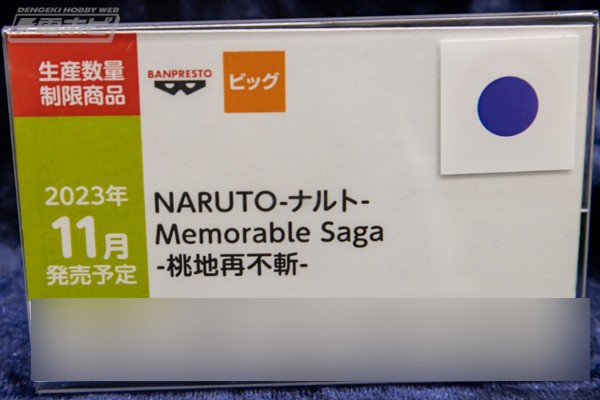 DENGEKI HOBBY WEB
電ホビ
生産数量
制限商品
BANPRESTO
ビッグ
2023年
11月
発売予定
NARUTO-ナルト-
Memorable Saga
-桃地再不斬-